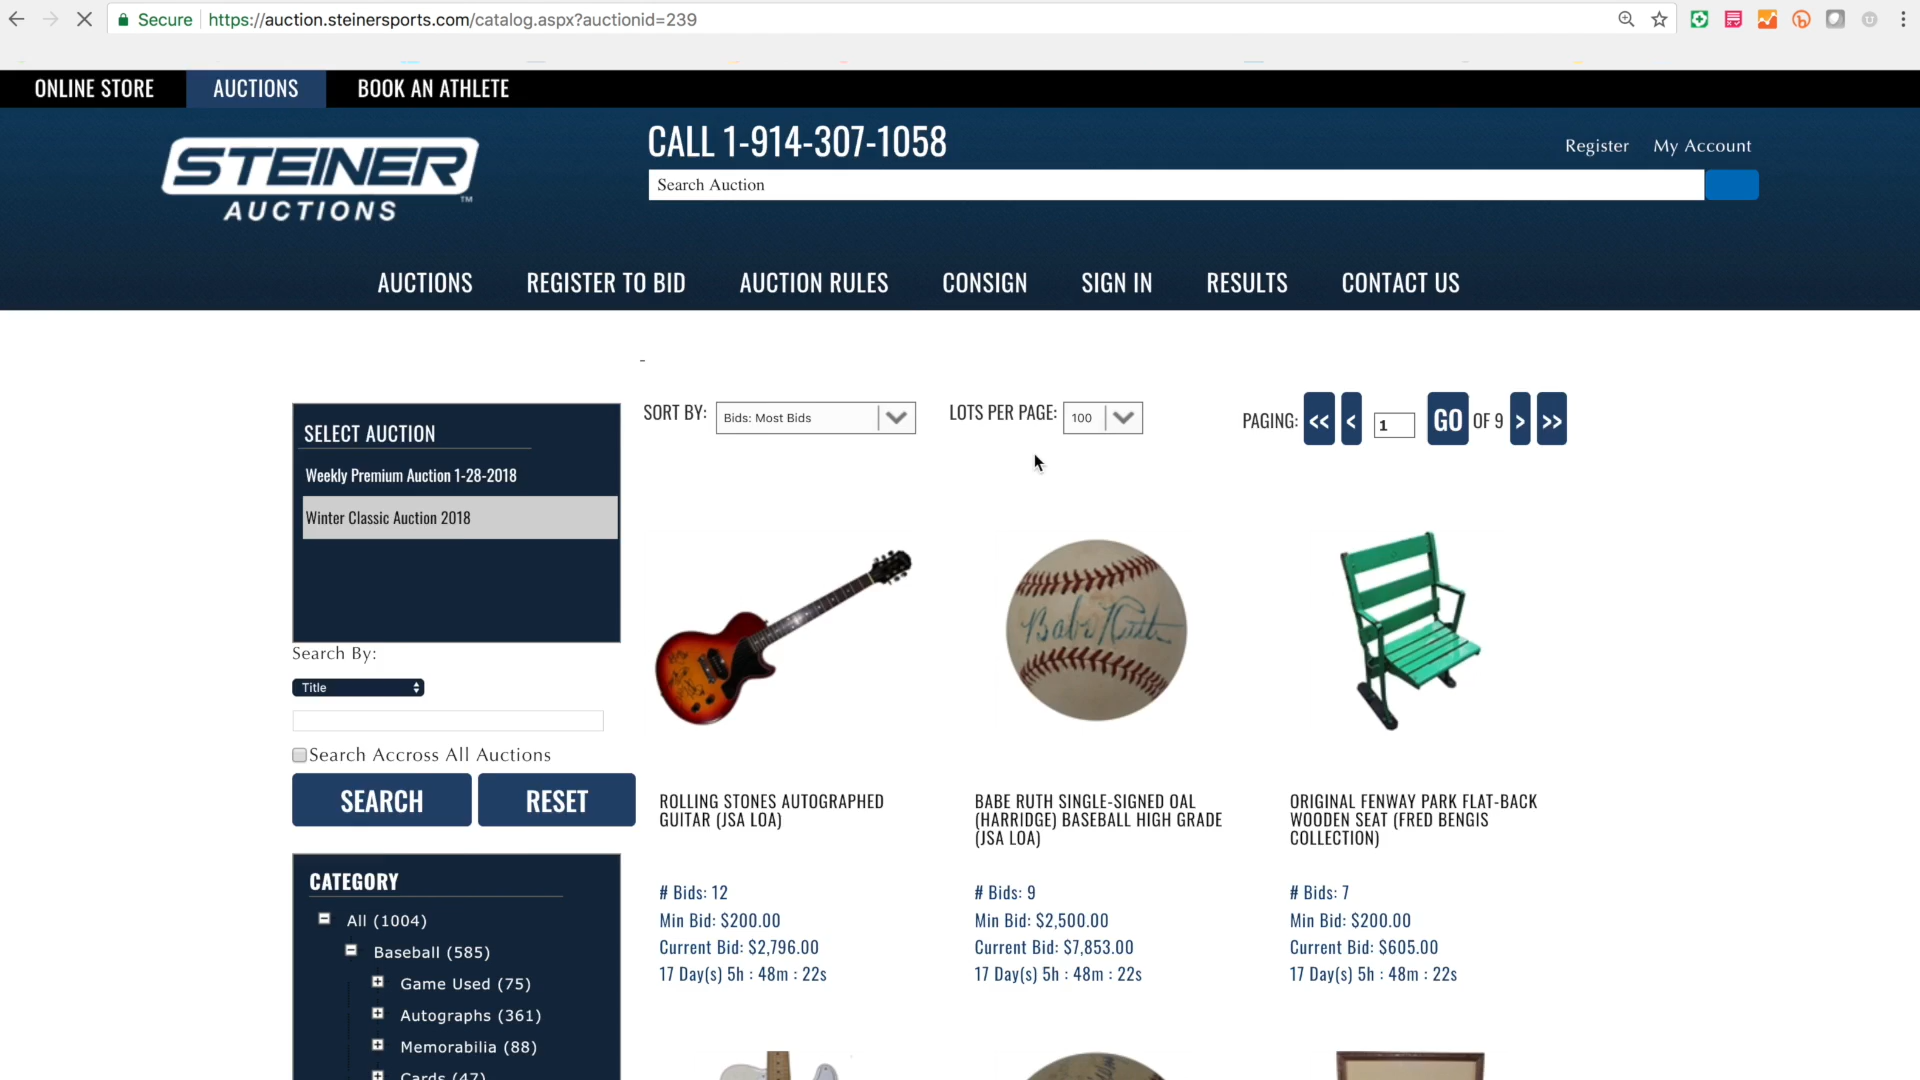 Secure https://auction.steinersports.com/catalog.aspx?auctionid=239
ONLINE STORE AUCTIONS BOOK AN ATHLETE
STEINER™
AUCTIONS
CALL 1-914-307-1058
Register My Account
Search Auction
AUCTIONS REGISTER TO BID AUCTION RULES CONSIGN SIGN IN RESULTS CONTACT US
-
SORT BY: Bids: Most Bids LOTS PER PAGE: 100 PAGING: << < 1 GO OF 9 > >>
SELECT AUCTION
Weekly Premium Auction 1-28-2018
Winter Classic Auction 2018
Search By:
Title
Search Accross All Auctions
SEARCH RESET
CATEGORY
All (1004)
Baseball (585)
Game Used (75)
Autographs (361)
Memorabilia (88)
Cards (47)
Babe Ruth
ROLLING STONES AUTOGRAPHED
GUITAR (JSA LOA)
# Bids: 12
Min Bid: $200.00
Current Bid: $2,796.00
17 Day(s) 5h : 48m : 22s
BABE RUTH SINGLE-SIGNED OAL
(HARRIDGE) BASEBALL HIGH GRADE
(JSA LOA)
# Bids: 9
Min Bid: $2,500.00
Current Bid: $7,853.00
17 Day(s) 5h : 48m : 22s
ORIGINAL FENWAY PARK FLAT-BACK
WOODEN SEAT (FRED BENGIS
COLLECTION)
# Bids: 7
Min Bid: $200.00
Current Bid: $605.00
17 Day(s) 5h : 48m : 22s